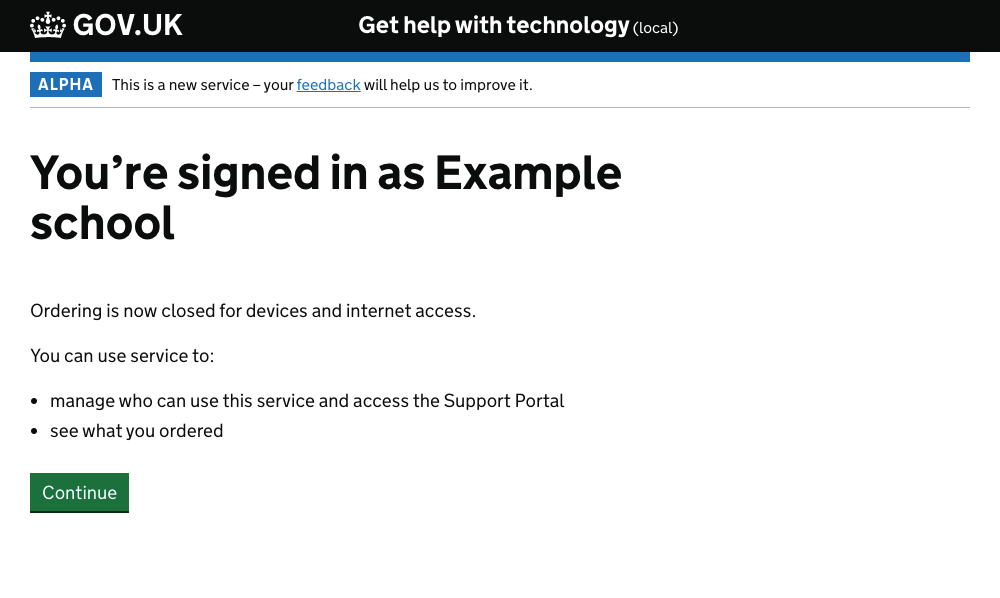 GOV.UK
Get help with technology (local)
ALPHA This is a new service – your feedback will help us to improve it.
You’re signed in as Example
school
Ordering is now closed for devices and internet access.
You can use service to:
• manage who can use this service and access the Support Portal
• see what you ordered
Continue